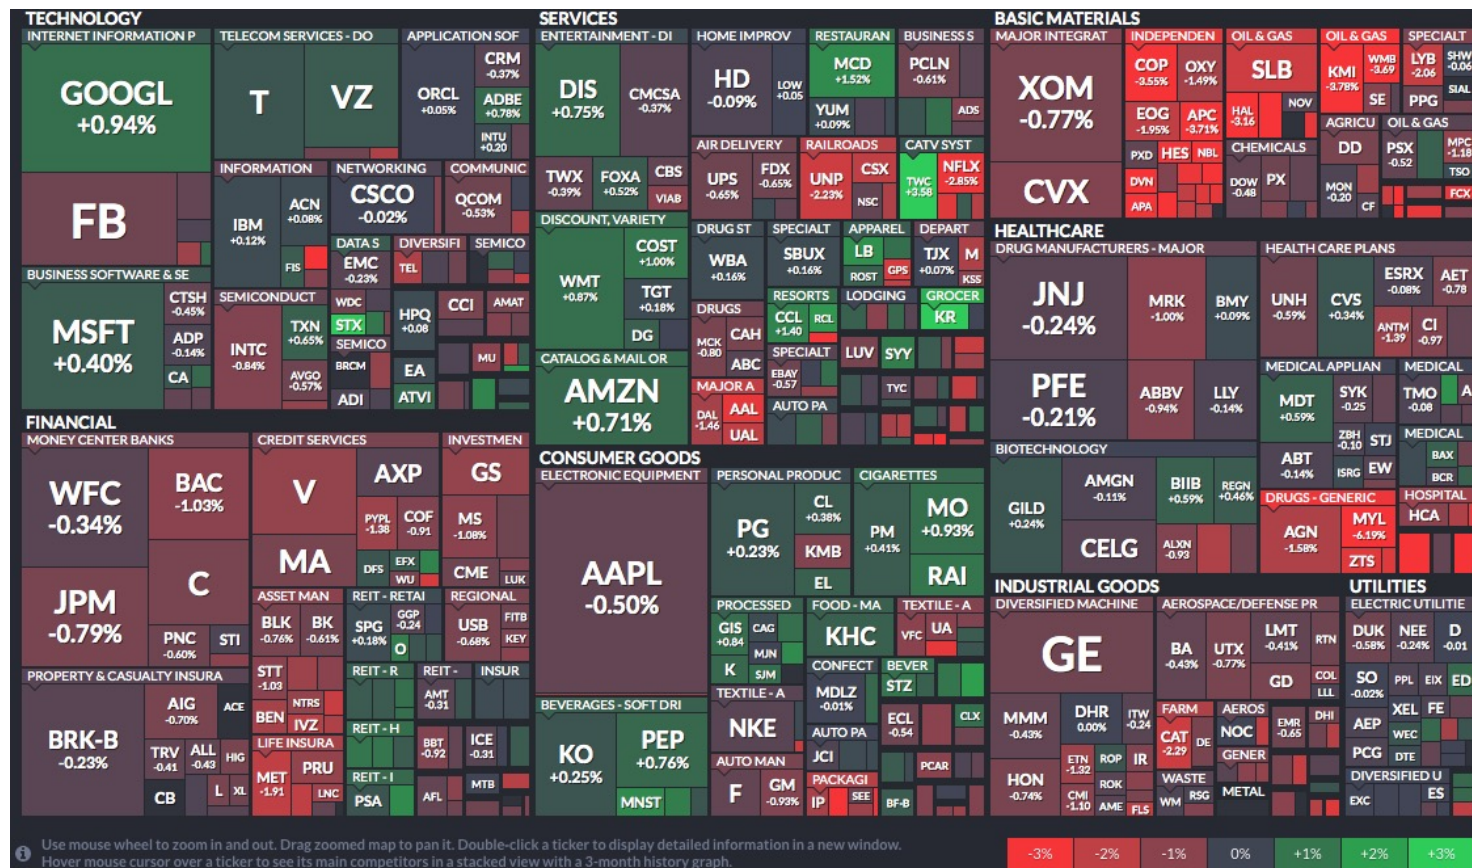 TECHNOLOGY
INTERNET INFORMATION P
GOOGL
+0.94%
FB
TELECOM SERVICES - DO
T
VZ
APPLICATION SOF
ORCL
+0.05%
CRM
-0.37%
ADBE
+0.78%
INTU
+0.20
INFORMATION
IBM
+0.12%
ACN
+0.08%
FIS
NETWORKING
CSCO
-0.02%
COMMUNIC
QCOM
-0.53%
BUSINESS SOFTWARE & SE
MSFT
+0.40%
CTSH
-0.45%
ADP
-0.14%
CA
SEMICONDUCT
INTC
-0.84%
TXN
+0.65%
AVGO
-0.57%
DATA S
EMC
-0.23%
WDC
STX
DIVERSIFI
TEL
SEMICO
HPQ
+0.08
CCI
AMAT
SEMICO
BRCM
ADI
EA
ATVI
MU
FINANCIAL
MONEY CENTER BANKS
WFC
-0.34%
BAC
-1.03%
JPM
-0.79%
C
PNC
-0.60%
STI
CREDIT SERVICES
V
AXP
PYPL
-1.38
COF
-0.91
MA
DFS
EFX
WU
INVESTMEN
GS
MS
-1.08%
CME
LUK
ASSET MAN
BLK
-0.76%
BK
-0.61%
STT
-1.03
NTRS
BEN
IVZ
REIT - RETAI
SPG
+0.18%
GGP
-0.24
O
REGIONAL
USB
-0.68%
FITB
KEY
PROPERTY & CASUALTY INSURA
BRK-B
-0.23%
AIG
-0.70%
ACE
TRV
-0.41
ALL
-0.43
HIG
CB
L
XL
LIFE INSURA
MET
-1.91
PRU
LNC
REIT - R
REIT - H
REIT - I
PSA
REIT -
AMT
-0.31
INSUR
BBT
-0.92
ICE
-0.31
AFL
MTB
SERVICES
ENTERTAINMENT - DI
DIS
+0.75%
CMCSA
-0.37%
TWX
-0.39%
FOXA
+0.52%
CBS
VIAB
HOME IMPROV
HD
-0.09%
LOW
+0.05
RESTAURAN
MCD
+1.52%
YUM
+0.09%
BUSINESS S
PCLN
-0.61%
ADS
AIR DELIVERY
UPS
-0.65%
FDX
-0.65%
RAILROADS
UNP
-2.23%
CSX
NSC
CATV SYST
TWC
+3.58
NFLX
-2.85%
DISCOUNT, VARIETY
WMT
+0.87%
COST
+1.00%
TGT
+0.18%
DG
DRUG ST
WBA
+0.16%
SPECIALT
SBUX
+0.16%
APPAREL
LB
ROST
GPS
DEPART
TJX
+0.07%
M
KSS
DRUGS
MCK
-0.80
CAH
ABC
RESORTS
CCL
+1.40
RCL
LODGING
GROCER
KR
CATALOG & MAIL OR
AMZN
+0.71%
MAJOR A
DAL
-1.46
AAL
UAL
SPECIALT
EBAY
-0.57
LUV
SYY
TYC
AUTO PA
CONSUMER GOODS
ELECTRONIC EQUIPMENT
AAPL
-0.50%
PERSONAL PRODUC
PG
+0.23%
CL
+0.38%
KMB
EL
CIGARETTES
PM
+0.41%
MO
+0.93%
RAI
PROCESSED
GIS
+0.84
CAG
MJN
K
SJM
FOOD - MA
KHC
TEXTILE - A
VFC
UA
BEVERAGES - SOFT DRI
KO
+0.25%
PEP
+0.76%
MNST
TEXTILE - A
NKE
CONFECT
MDLZ
-0.01%
BEVER
STZ
AUTO MAN
F
GM
-0.93%
AUTO PA
JCI
ECL
-0.54
CLX
PACKAGI
IP
SEE
PCAR
BF-B
BASIC MATERIALS
MAJOR INTEGRAT
XOM
-0.77%
CVX
INDEPENDEN
COP
-3.55%
OXY
-1.49%
EOG
-1.95%
APC
-3.71%
PXD
HES
NBL
DVN
APA
OIL & GAS
SLB
HAL
-3.16
NOV
OIL & GAS
KMI
-3.78%
WMB
-3.69
SE
SPECIALT
LYB
-2.06
SHW
-0.06
PPG
SIAL
CHEMICALS
DOW
-0.48
PX
AGRICU
DD
MON
-0.20
CF
OIL & GAS
PSX
-0.52
MPC
-1.18
TSO
FCX
HEALTHCARE
DRUG MANUFACTURERS - MAJOR
JNJ
-0.24%
MRK
-1.00%
BMY
+0.09%
PFE
-0.21%
ABBV
-0.94%
LLY
-0.14%
HEALTH CARE PLANS
UNH
-0.59%
CVS
+0.34%
ESRX
-0.08%
AET
-0.78
ANTM
-1.39
CI
-0.97
BIOTECHNOLOGY
GILD
+0.24%
AMGN
-0.11%
BIIB
+0.59%
REGN
+0.46%
CELG
ALXN
-0.93
MEDICAL APPLIAN
MDT
+0.59%
SYK
-0.25
ABT
-0.14%
ZBH
-0.10
STJ
ISRG
EW
MEDICAL
TMO
-0.08
A
MEDICAL
BAX
BCR
DRUGS - GENERIC
AGN
-1.58%
MYL
-6.19%
ZTS
HOSPITAL
HCA
INDUSTRIAL GOODS
DIVERSIFIED MACHINE
GE
MMM
-0.43%
DHR
0.00%
ITW
-0.24
HON
-0.74%
ETN
-1.32
ROP
IR
CMI
-1.10
ROK
AME
FLS
AEROSPACE/DEFENSE PR
BA
-0.43%
UTX
-0.77%
LMT
-0.41%
RTN
GD
COL
LLL
FARM
CAT
-2.29
DE
AEROS
NOC
EMR
-0.65
DHI
GENER
WASTE
WM
RSG
METAL
UTILITIES
ELECTRIC UTILITIE
DUK
-0.58%
NEE
-0.24%
D
-0.01
SO
-0.02%
PPL
EIX
ED
AEP
XEL
FE
WEC
PCG
DTE
DIVERSIFIED U
EXC
ES
Use mouse wheel to zoom in and out. Drag zoomed map to pan it. Double-click a ticker to display detailed information in a new window.
Hover mouse cursor over a ticker to see its main competitors in a stacked view with a 3-month history graph.
-3%
-2%
-1%
0%
+1%
+2%
+3%